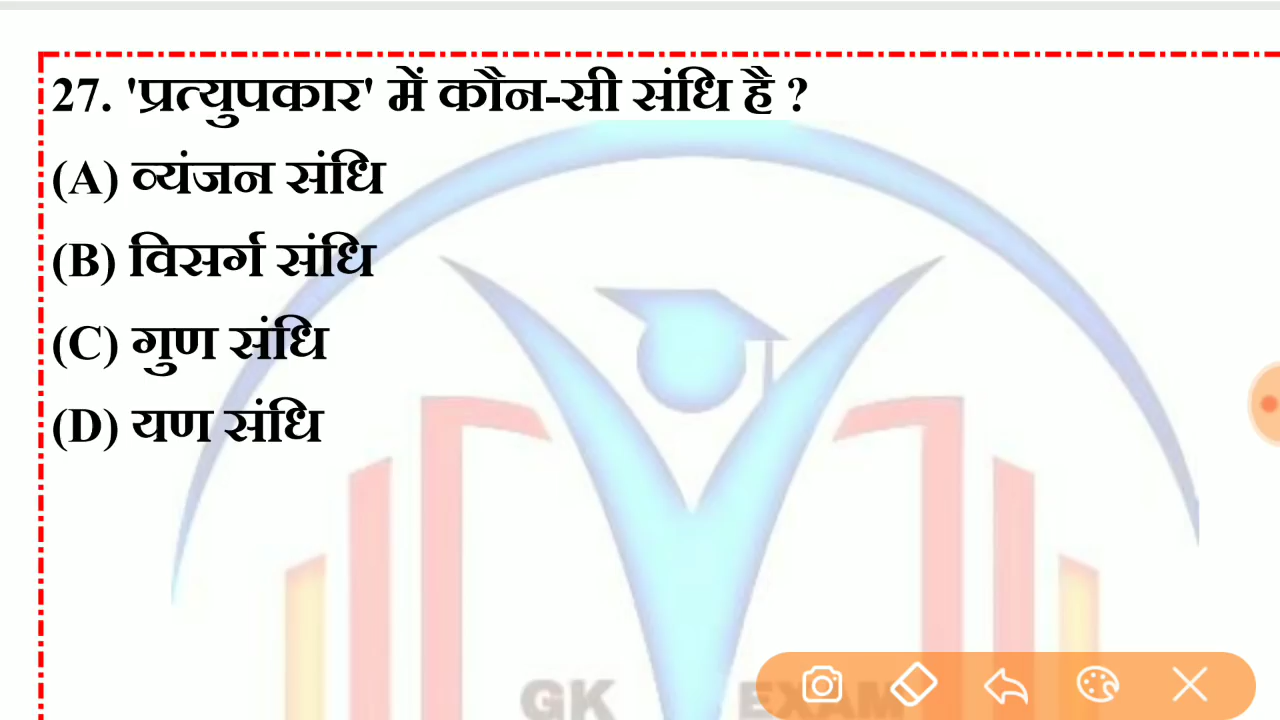 27. 'प्रत्युपकार' में कौन-सी संधि है ?
(A) व्यंजन संधि
(B) विसर्ग संधि
(C) गुण संधि
(D) यण संधि
GK EXAM